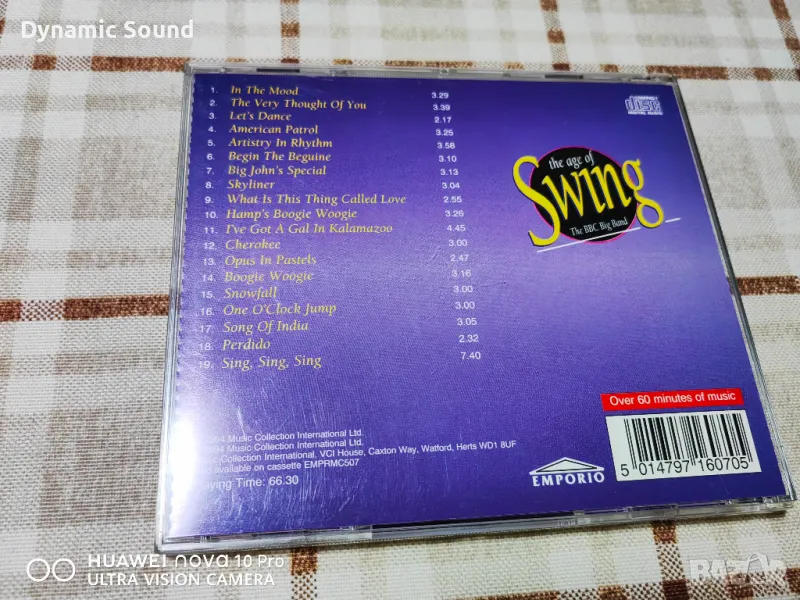 Dynamic Sound
1. In The Mood 3.29
2. The Very Thought Of You 3.39
3. Let's Dance 2.17
4. American Patrol 3.25
5. Artistry In Rhythm 3.58
6. Begin The Beguine 3.10
7. Big John's Special 3.13
8. Skyliner 3.04
9. What Is This Thing Called Love 2.55
10. Hamp's Boogie Woogie 3.26
11. I've Got A Gal In Kalamazoo 4.45
12. Cherokee 3.00
13. Opus In Pastels 2.47
14. Boogie Woogie 3.16
15. Snowfall 3.00
16. One O'Clock Jump 3.00
17. Song Of India 3.05
18. Perdido 2.32
19. Sing, Sing, Sing 7.40
COMPACT
disc
DIGITAL AUDIO
the age of
Swing
The BBC Big Band
Over 60 minutes of music
Music Collection International Ltd.
Music Collection International Ltd.
Collection International, VCI House, Caxton Way, Watford, Herts WD1 8UF
available on cassette EMPRMC507
Time: 66.30
EMPORIO
5 014797 160705
HUAWEI nova 10 Pro
ULTRA VISION CAMERA
BAZAR